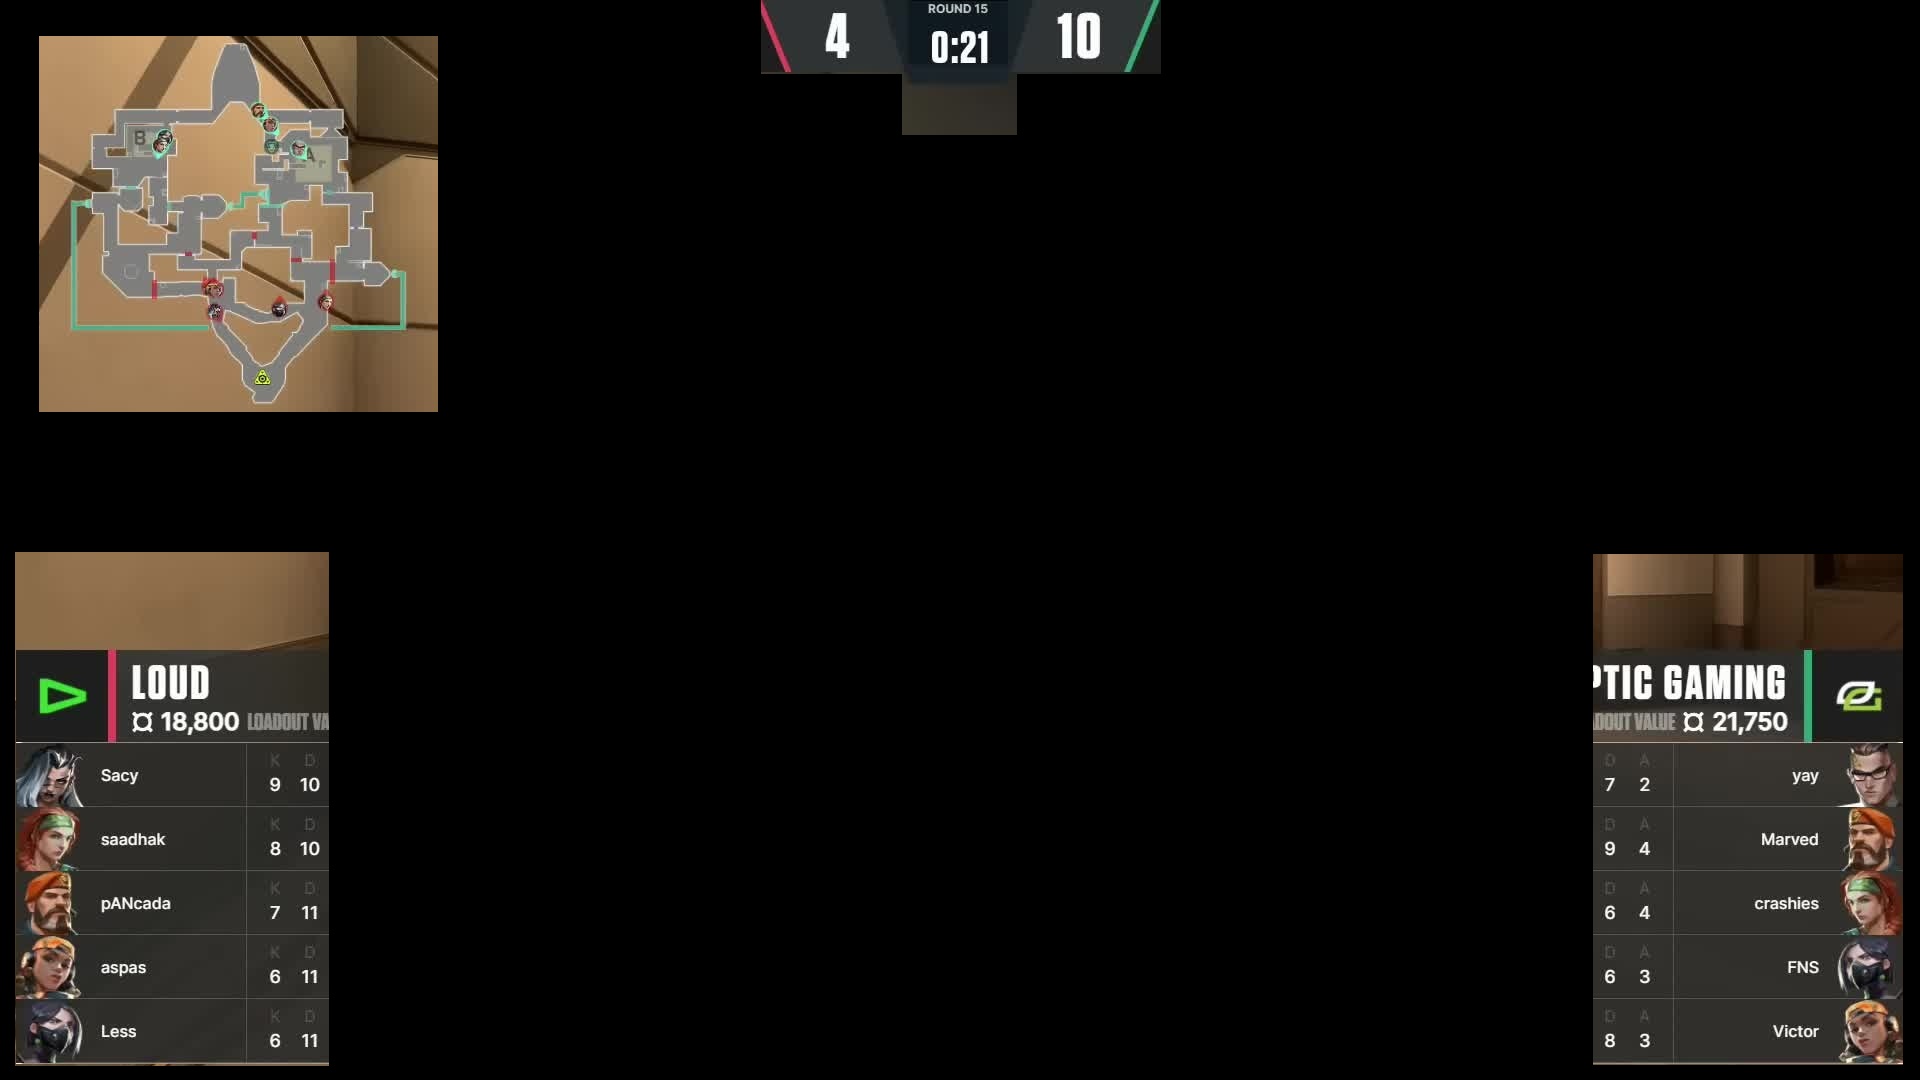 ROUND 15
4
0:21
10
B
A
LOUD
18,800 LOADOUT VA
K D
Sacy
9 10
K D
saadhak
8 10
K D
pANcada
7 11
K D
aspas
6 11
K D
Less
6 11
PTIC GAMING
DOUT VALUE 21,750
D A
7 2
yay
D A
9 4
Marved
D A
6 4
crashies
D A
6 3
FNS
D A
8 3
Victor